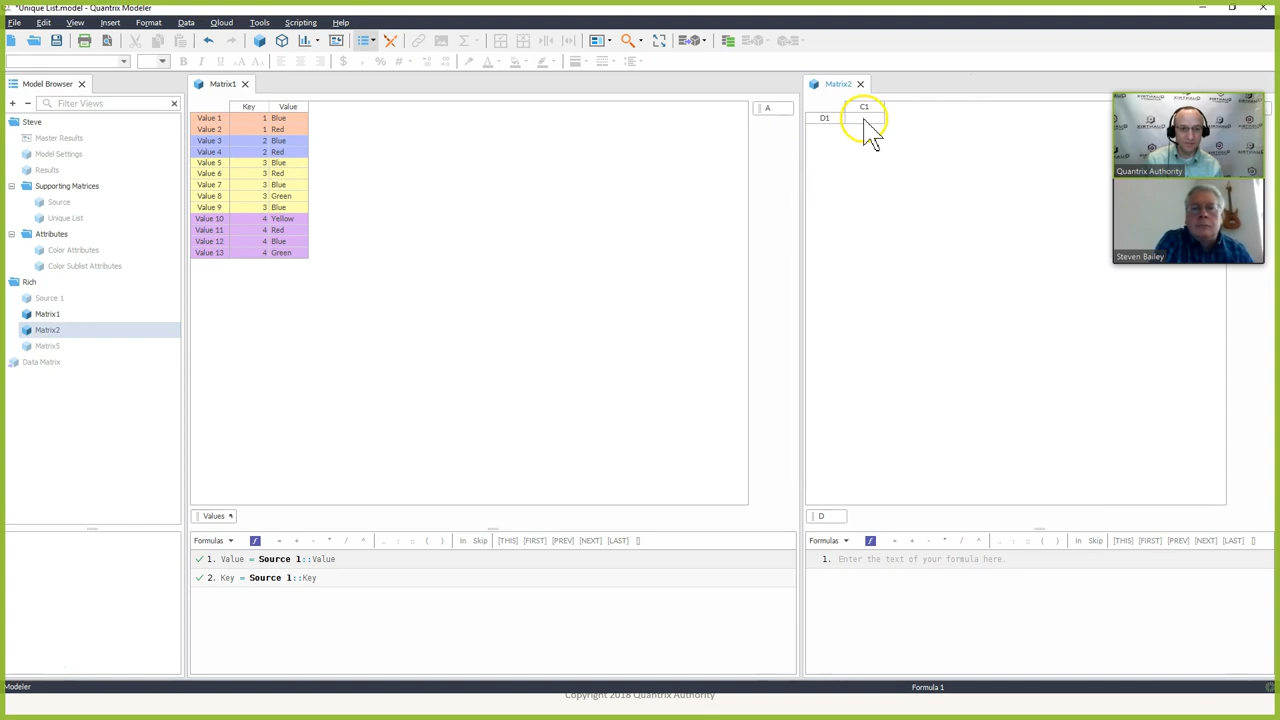 *Unique List.model - Quantrix Modeler
File Edit View Insert Format Data Qloud Tools Scripting Help
Model Browser
Filter Views
Steve
Master Results
Model Settings
Results
Supporting Matrices
Source
Unique List
Attributes
Color Attributes
Color Sublist Attributes
Rich
Source 1
Matrix1
Matrix2
Matrix5
Data Matrix
Matrix1
Key Value
Value 1 1 Blue
Value 2 1 Red
Value 3 2 Blue
Value 4 2 Red
Value 5 3 Blue
Value 6 3 Red
Value 7 3 Blue
Value 8 3 Green
Value 9 3 Blue
Value 10 4 Yellow
Value 11 4 Red
Value 12 4 Blue
Value 13 4 Green
A
Values
Formulas = + - * / ^ .. : :: ( ) In Skip [THIS] [FIRST] [PREV] [NEXT] [LAST] []
1. Value = Source 1::Value
2. Key = Source 1::Key
Matrix2
C1
D1
D
Formulas = + - * / ^ .. : :: ( ) In Skip [THIS] [FIRST] [PREV] [NEXT] [LAST] []
1. Enter the text of your formula here.
KIRTHAUD
Quantrix Authority
Steven Bailey
Modeler
Formula 1
Copyright 2018 Quantrix Authority